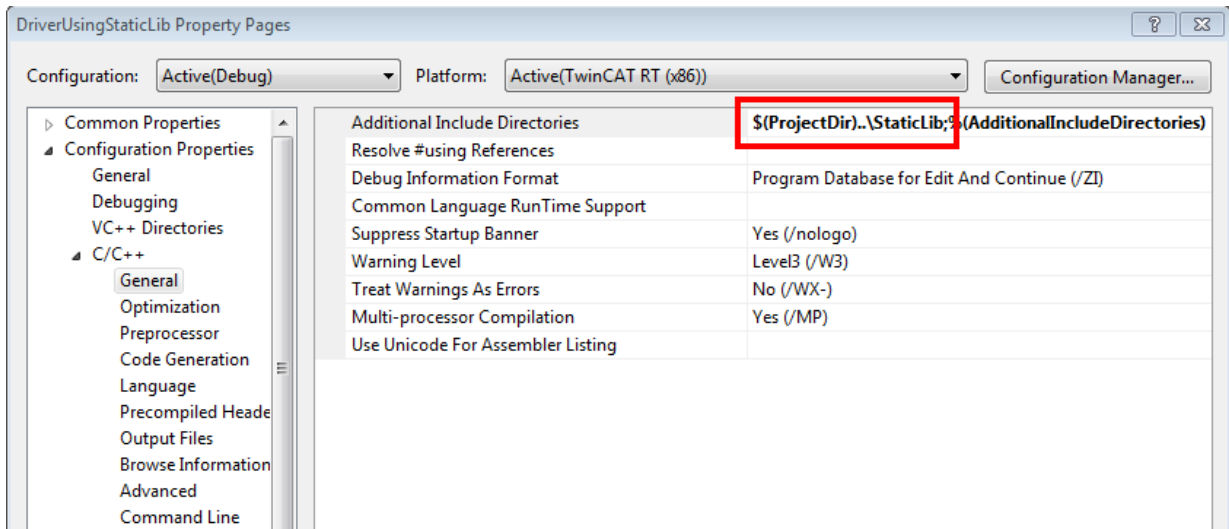 DriverUsingStaticLib Property Pages
Configuration: Active(Debug) Platform: Active(TwinCAT RT (x86)) Configuration Manager...
Common Properties
Configuration Properties
General
Debugging
VC++ Directories
C/C++
General
Optimization
Preprocessor
Code Generation
Language
Precompiled Heade
Output Files
Browse Information
Advanced
Command Line
Additional Include Directories $(ProjectDir)..\StaticLib;%(AdditionalIncludeDirectories)
Resolve #using References
Debug Information Format Program Database for Edit And Continue (/ZI)
Common Language RunTime Support
Suppress Startup Banner Yes (/nologo)
Warning Level Level3 (/W3)
Treat Warnings As Errors No (/WX-)
Multi-processor Compilation Yes (/MP)
Use Unicode For Assembler Listing